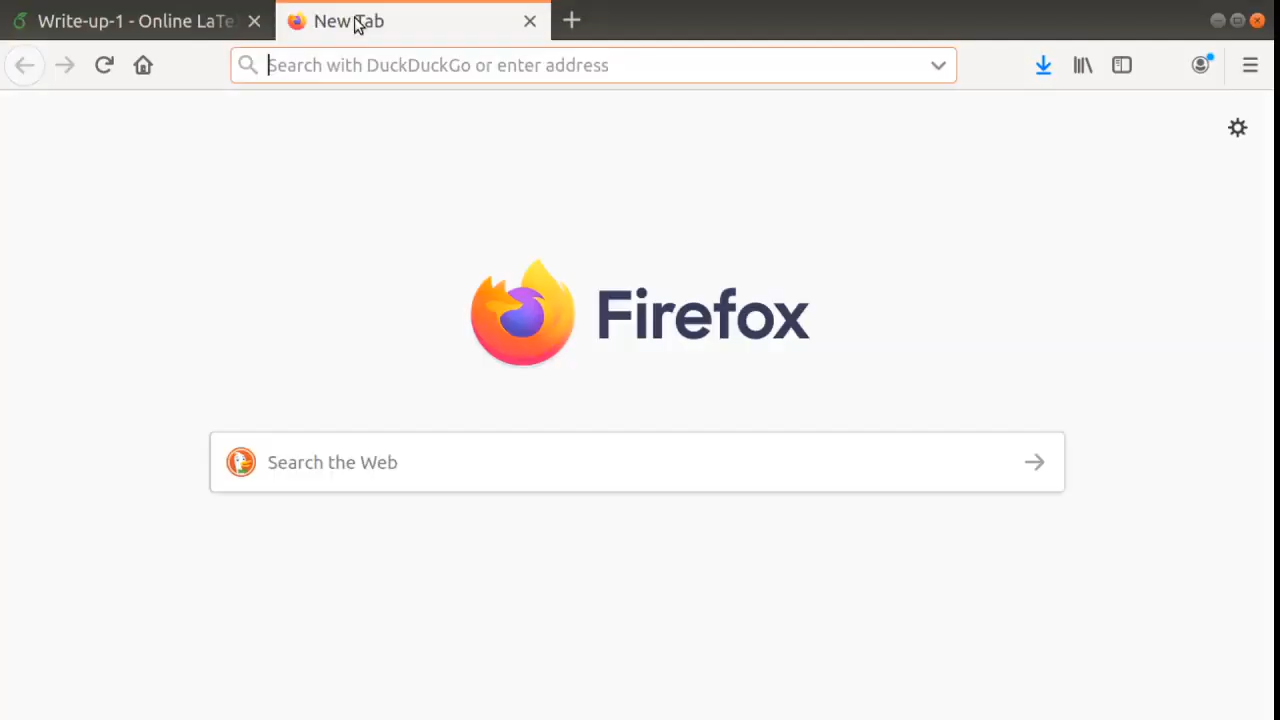 Write-up-1 - Online LaTe
New Tab
Search with DuckDuckGo or enter address
Firefox
Search the Web